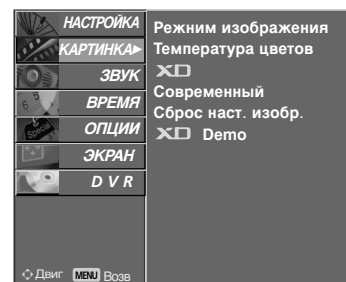 НАСТРОЙКА
КАРТИНКА►
ЗВУК
ВРЕМЯ
ОПЦИИ
ЭКРАН
D V R
Двиг MENU Возв
Режним изображения
Температура цветов
XD
Современный
Сброс наст. изобр.
XD Demo